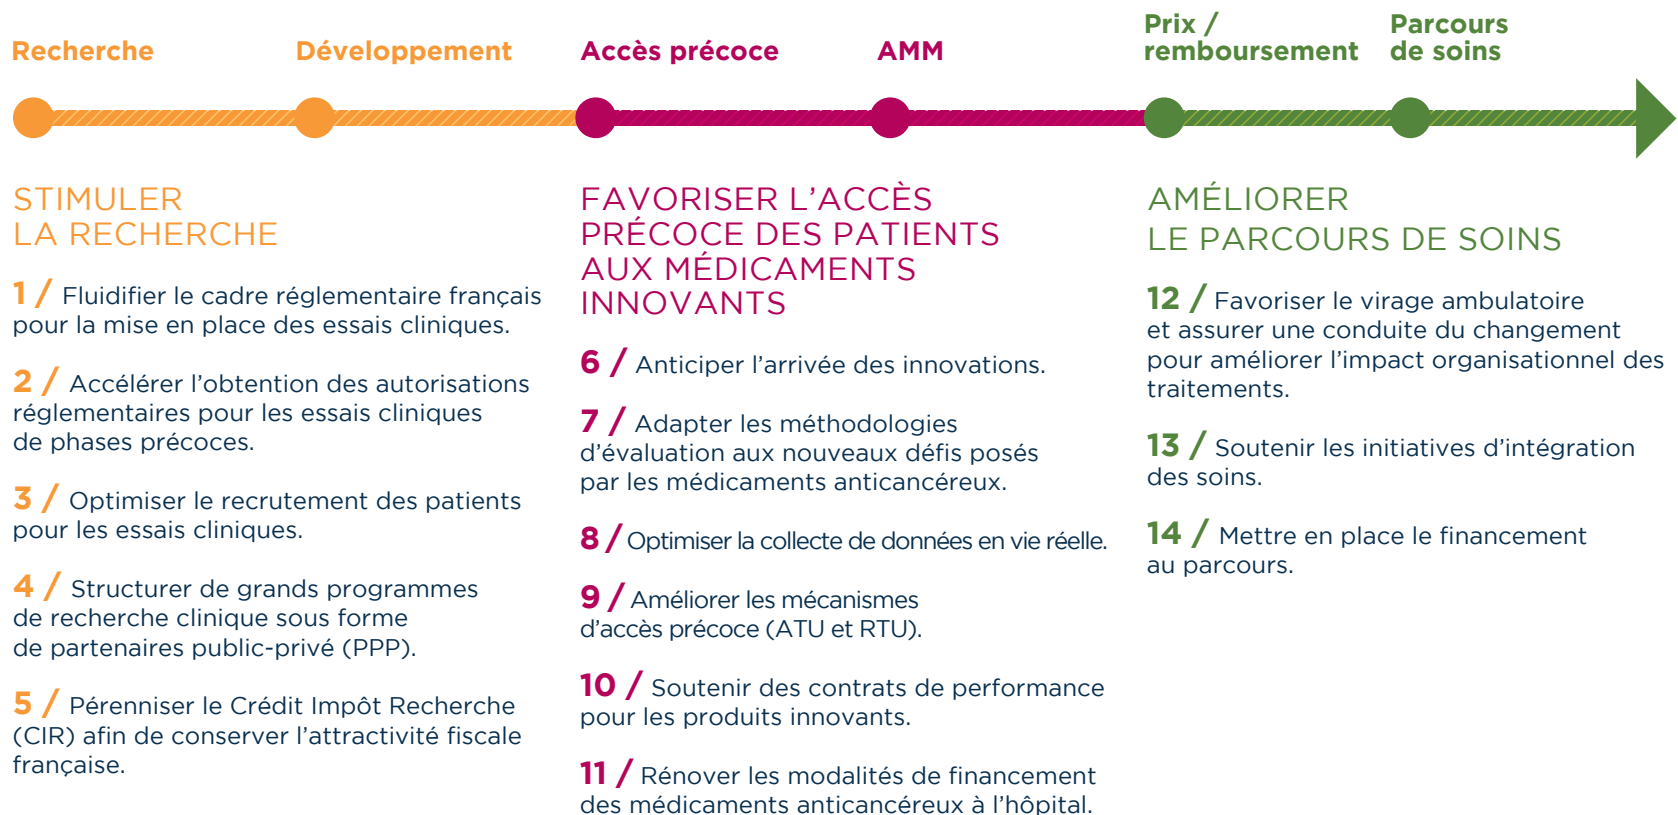 Recherche
Développement
Accès précoce
AMM
Prix /
remboursement
Parcours
de soins
STIMULER
LA RECHERCHE
1 / Fluidifier le cadre réglementaire français
pour la mise en place des essais cliniques.
2 / Accélérer l’obtention des autorisations
réglementaires pour les essais cliniques
de phases précoces.
3 / Optimiser le recrutement des patients
pour les essais cliniques.
4 / Structurer de grands programmes
de recherche clinique sous forme
de partenaires public-privé (PPP).
5 / Pérenniser le Crédit Impôt Recherche
(CIR) afin de conserver l’attractivité fiscale
française.
FAVORISER L’ACCÈS
PRÉCOCE DES PATIENTS
AUX MÉDICAMENTS
INNOVANTS
6 / Anticiper l’arrivée des innovations.
7 / Adapter les méthodologies
d’évaluation aux nouveaux défis posés
par les médicaments anticancéreux.
8 / Optimiser la collecte de données en vie réelle.
9 / Améliorer les mécanismes
d’accès précoce (ATU et RTU).
10 / Soutenir des contrats de performance
pour les produits innovants.
11 / Rénover les modalités de financement
des médicaments anticancéreux à l’hôpital.
AMÉLIORER
LE PARCOURS DE SOINS
12 / Favoriser le virage ambulatoire
et assurer une conduite du changement
pour améliorer l’impact organisationnel des
traitements.
13 / Soutenir les initiatives d’intégration
des soins.
14 / Mettre en place le financement
au parcours.